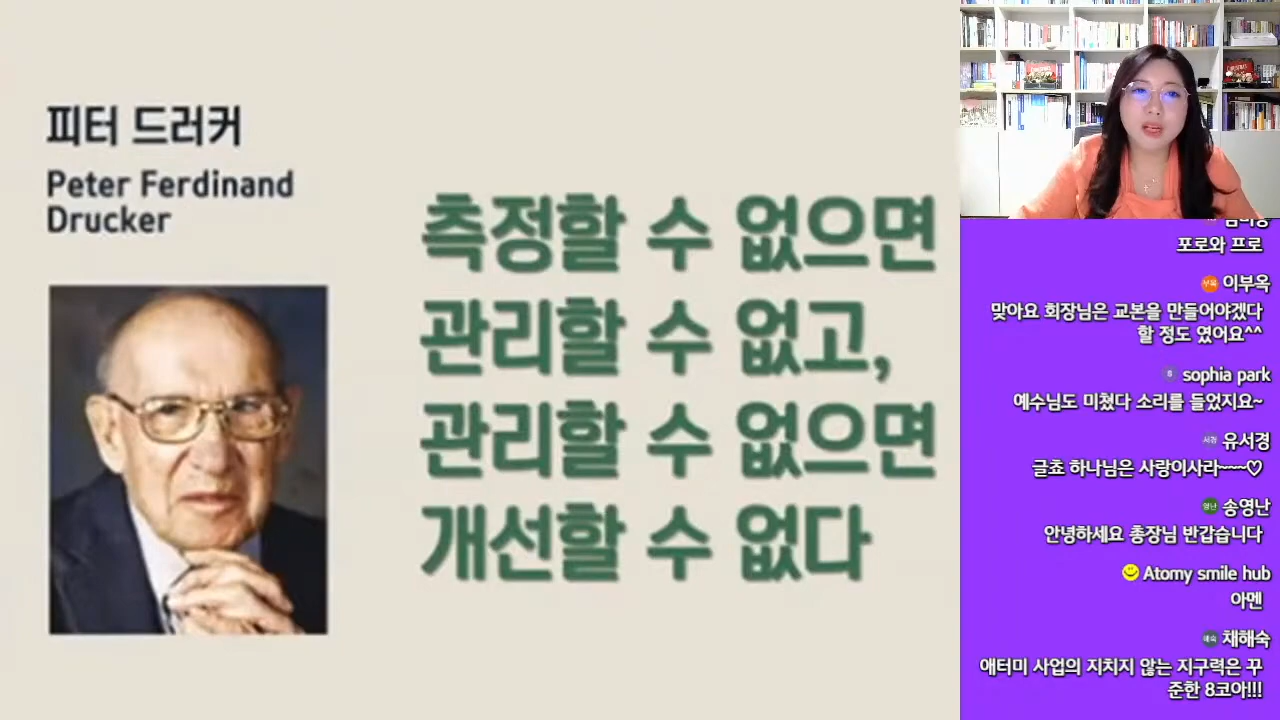 피터 드러커
Peter Ferdinand
Drucker
측정할 수 없으면
관리할 수 없고,
관리할 수 없으면
개선할 수 없다
포로와 프로
이부옥
맞아요 회장님은 교본을 만들어야겠다
할 정도 였어요^^
sophia park
예수님도 미쳤다 소리를 들었지요~
서경 유서경
글쵸 하나님은 사랑이사라~~~♡
영난 송영난
안녕하세요 총장님 반갑습니다
Atomy smile hub
아멘
해숙 채해숙
애터미 사업의 지치지 않는 지구력은 꾸
준한 8코아!!!